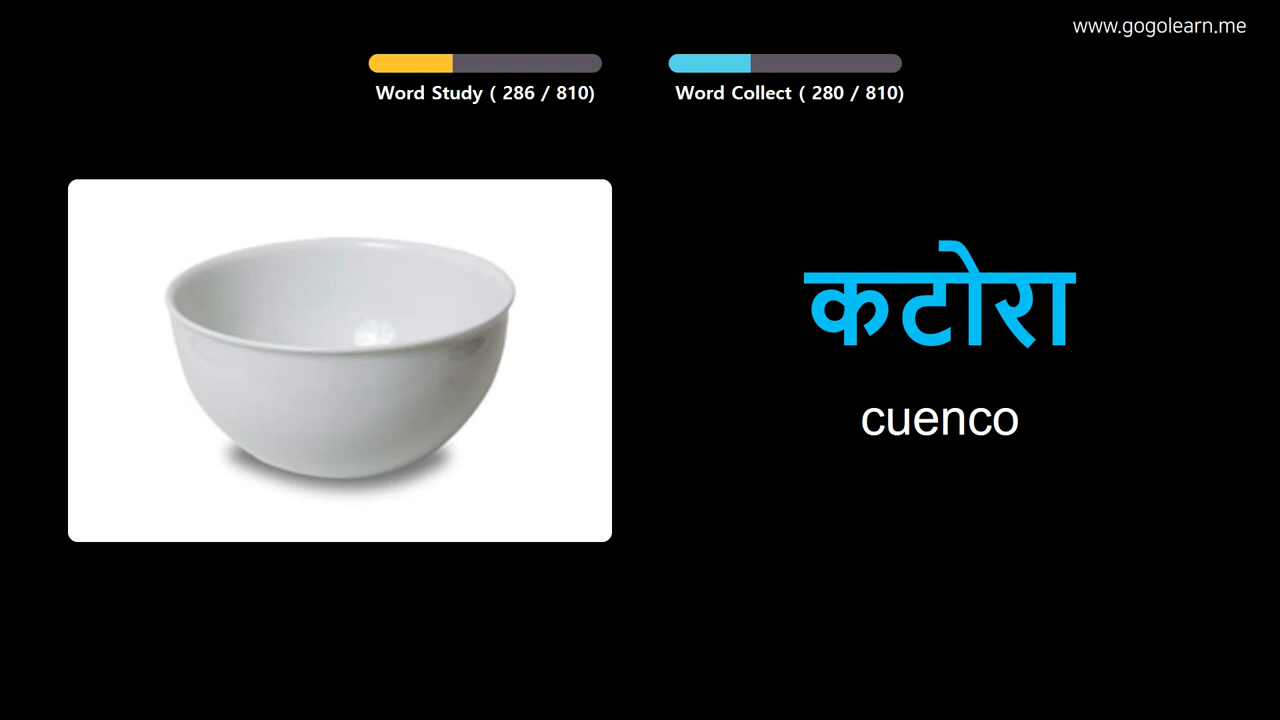 www.gogolearn.me
Word Study ( 286 / 810)
Word Collect ( 280 / 810)
कटोरा
cuenco